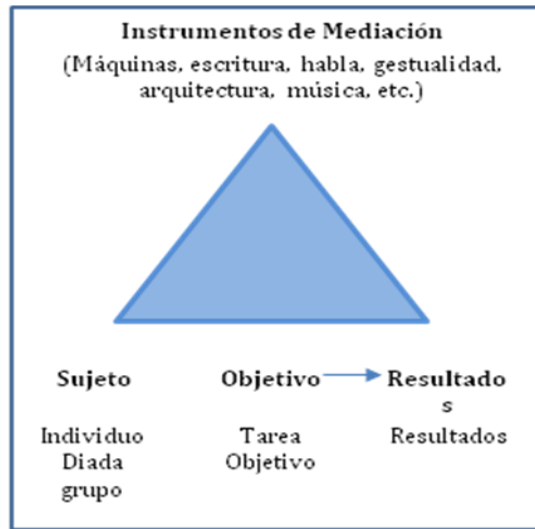 Instrumentos de Mediación
(Máquinas, escritura, habla, gestualidad,
arquitectura, música, etc.)
Sujeto
Individuo
Diada
grupo
Objetivo
Tarea
Objetivo
Resultado
s
Resultados